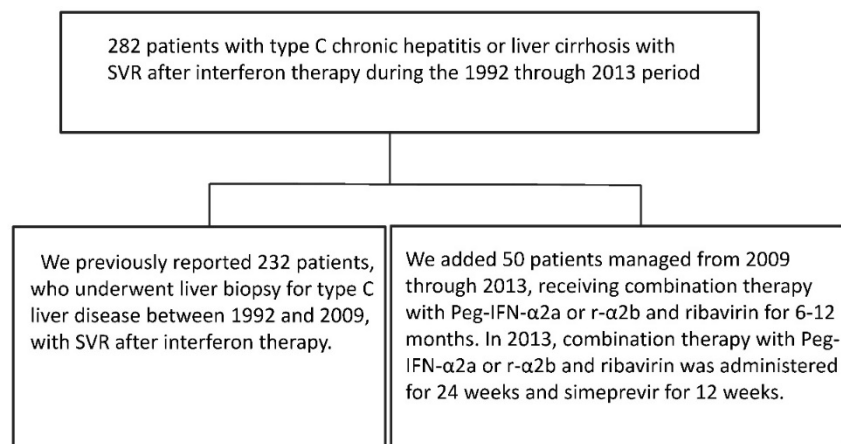 282 patients with type C chronic hepatitis or liver cirrhosis with
SVR after interferon therapy during the 1992 through 2013 period
We previously reported 232 patients,
who underwent liver biopsy for type C
liver disease between 1992 and 2009,
with SVR after interferon therapy.
We added 50 patients managed from 2009
through 2013, receiving combination therapy
with Peg-IFN-α2a or r-α2b and ribavirin for 6-12
months. In 2013, combination therapy with Peg-
IFN-α2a or r-α2b and ribavirin was administered
for 24 weeks and simeprevir for 12 weeks.